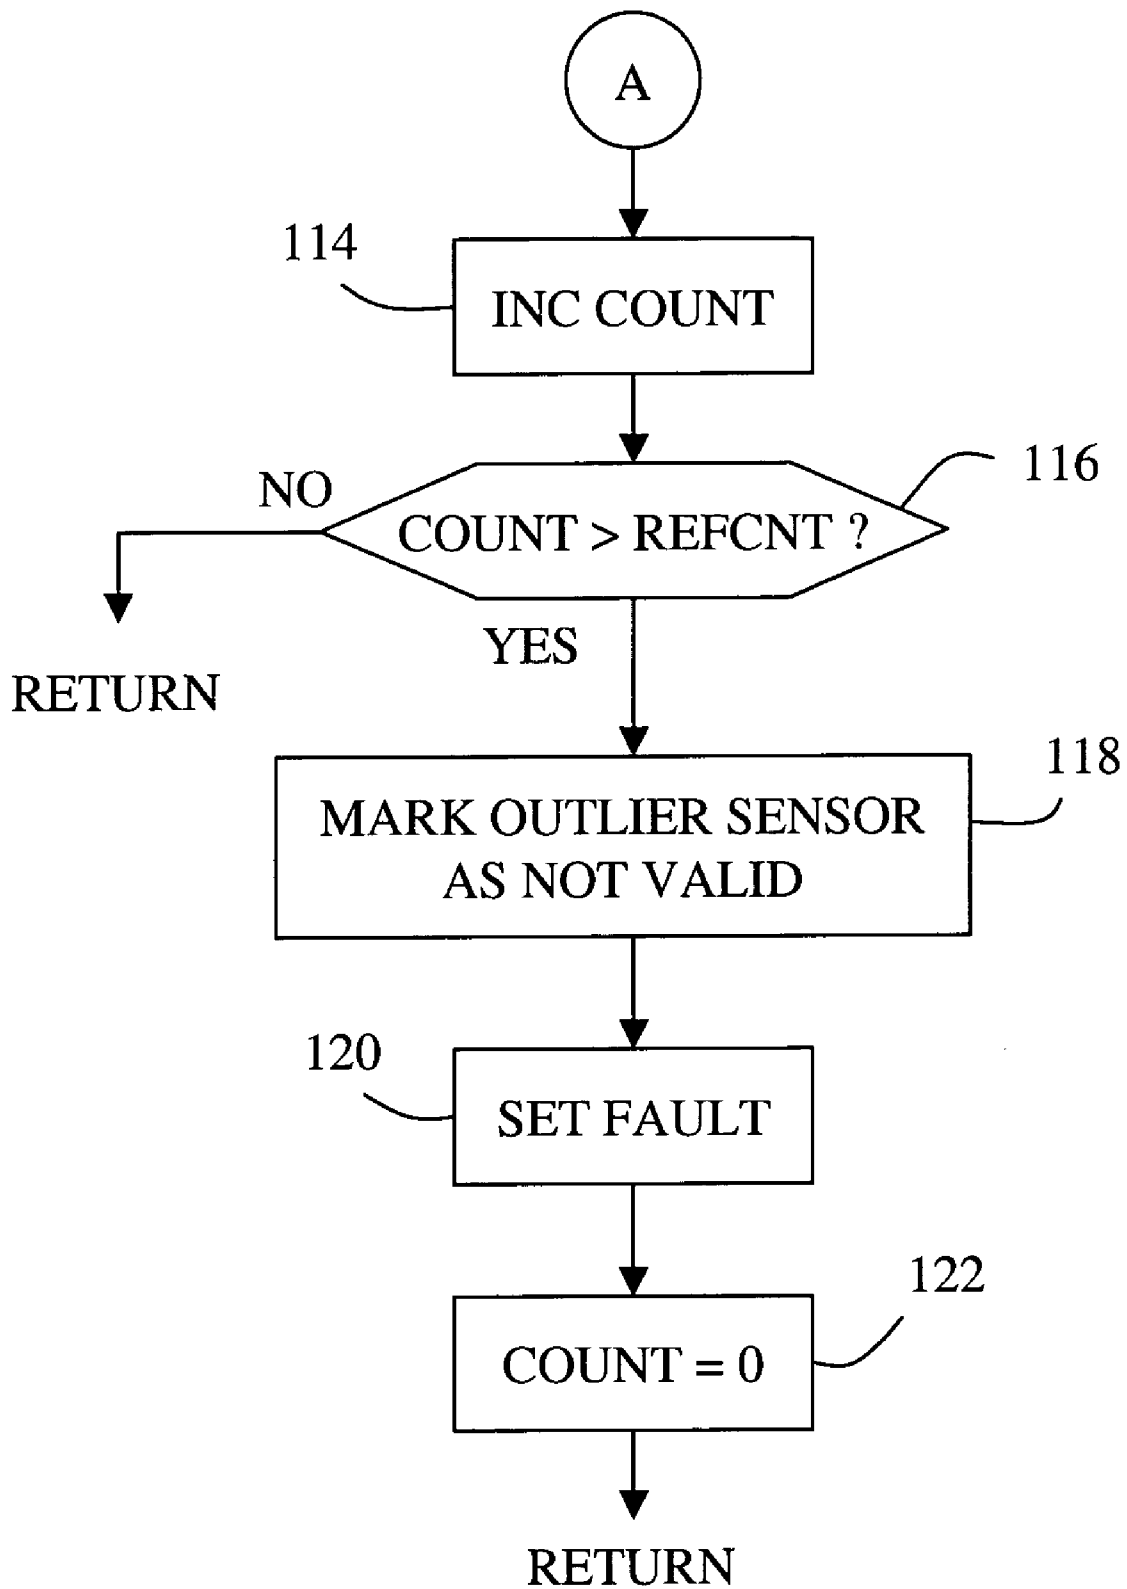 A
114
INC COUNT
116
NO
COUNT > REFCNT ?
YES
RETURN
118
MARK OUTLIER SENSOR
AS NOT VALID
120
SET FAULT
122
COUNT = 0
RETURN